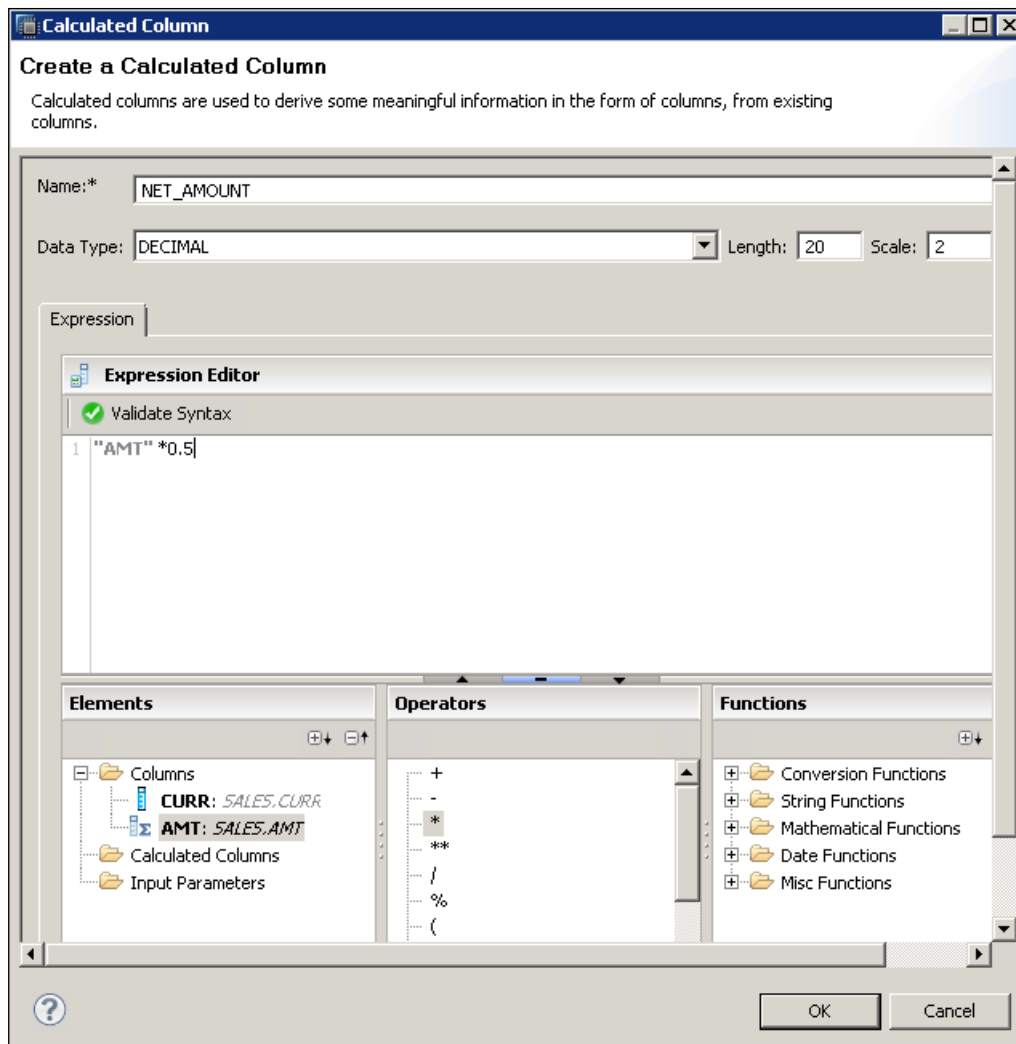 Calculated Column
Create a Calculated Column
Calculated columns are used to derive some meaningful information in the form of columns, from existing
columns.
Name:* NET_AMOUNT
Data Type: DECIMAL Length: 20 Scale: 2
Expression
Expression Editor
Validate Syntax
1 "AMT" *0.5
Elements Operators Functions
Columns + Conversion Functions
CURR: SALES.CURR - String Functions
AMT: SALES.AMT * Mathematical Functions
Calculated Columns ** Date Functions
Input Parameters / Misc Functions
%
(
? OK Cancel